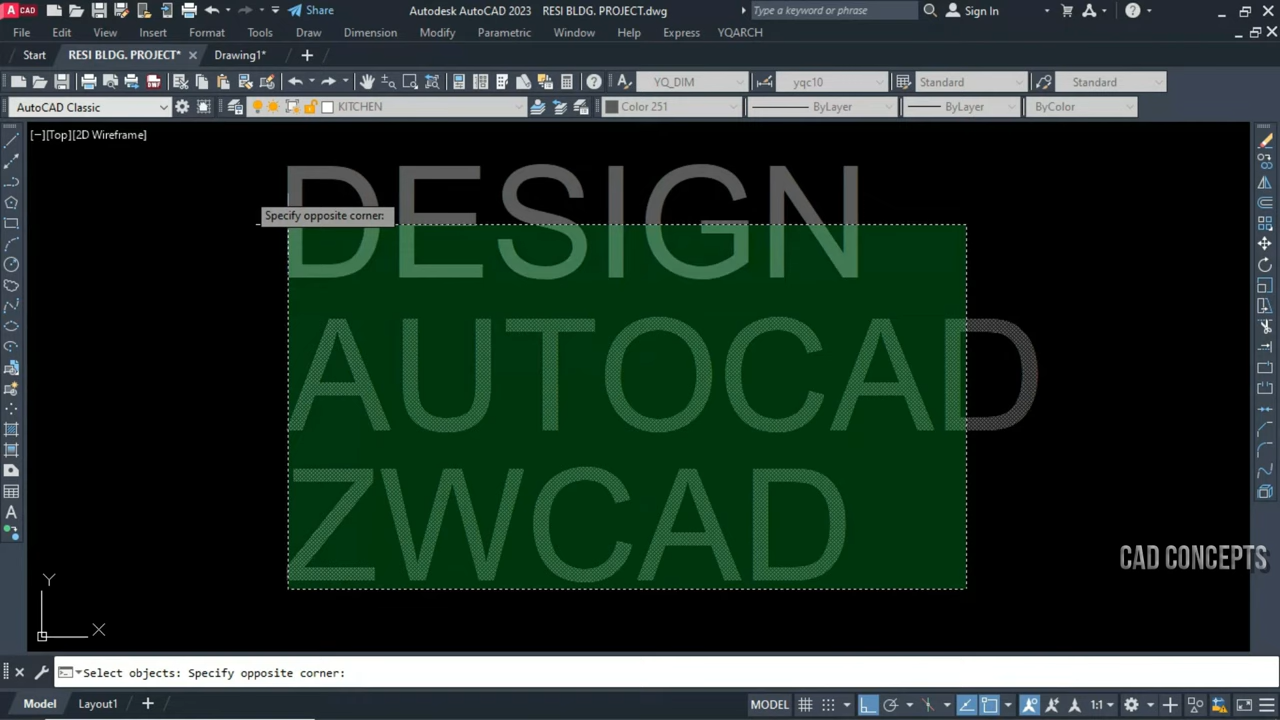 CAD
Share
Autodesk AutoCAD 2023 RESI BLDG. PROJECT.dwg
Type a keyword or phrase
Sign In
File Edit View Insert Format Tools Draw Dimension Modify Parametric Window Help Express YQARCH
Start RESI BLDG. PROJECT* Drawing1*
YQ_DIM yqc10 Standard Standard
AutoCAD Classic KITCHEN Color 251 ByLayer ByLayer ByColor
[−][Top][2D Wireframe]
DESIGN
Specify opposite corner:
AUTOCAD
ZWCAD
CAD CONCEPTS
Y
X
Select objects: Specify opposite corner:
Model Layout1 MODEL 1:1